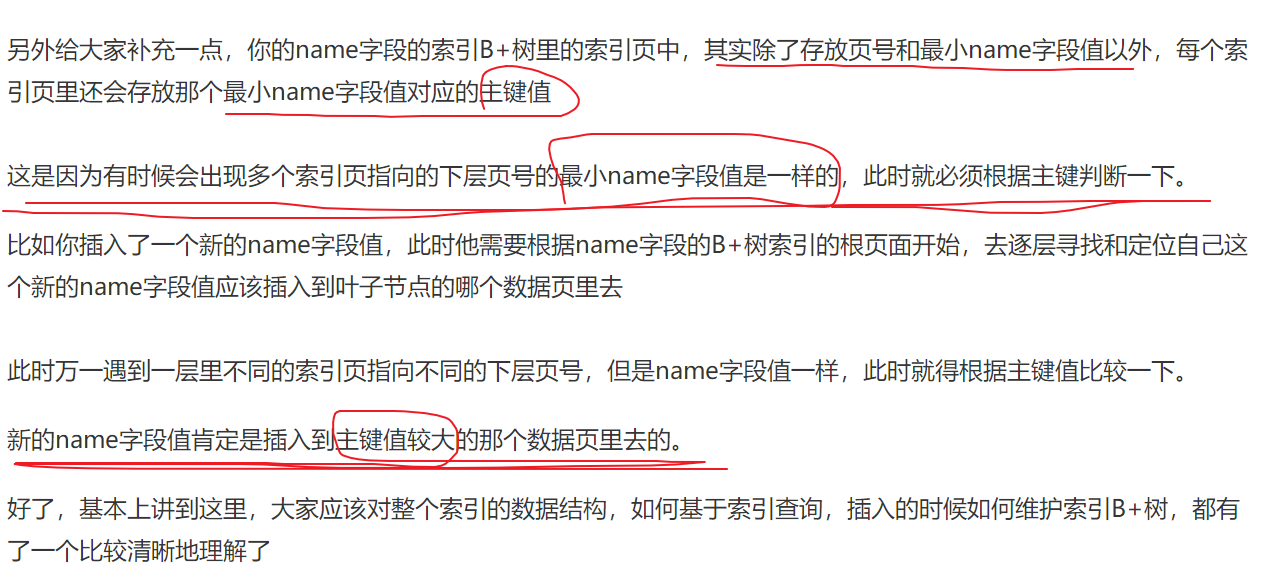 另外给大家补充一点，你的name字段的索引B+树里的索引页中，其实除了存放页号和最小name字段值以外，每个索
引页里还会存放那个最小name字段值对应的主键值
这是因为有时候会出现多个索引页指向的下层页号的最小name字段值是一样的，此时就必须根据主键判断一下。
比如你插入了一个新的name字段值，此时他需要根据name字段的B+树索引的根页面开始，去逐层寻找和定位自己这
个新的name字段值应该插入到叶子节点的哪个数据页里去
此时万一遇到一层里不同的索引页指向不同的下层页号，但是name字段值一样，此时就得根据主键值比较一下。
新的name字段值肯定是插入到主键值较大的那个数据页里去的。
好了，基本上讲到这里，大家应该对整个索引的数据结构，如何基于索引查询，插入的时候如何维护索引B+树，都有
了一个比较清晰地理解了